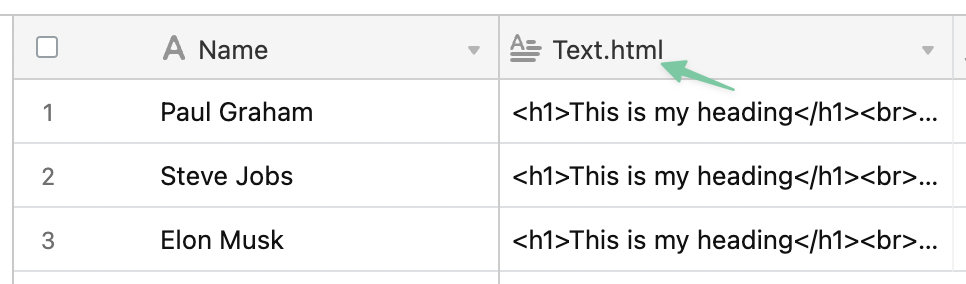 Name Text.html
1 Paul Graham <h1>This is my heading</h1><br>...
2 Steve Jobs <h1>This is my heading</h1><br>...
3 Elon Musk <h1>This is my heading</h1><br>...